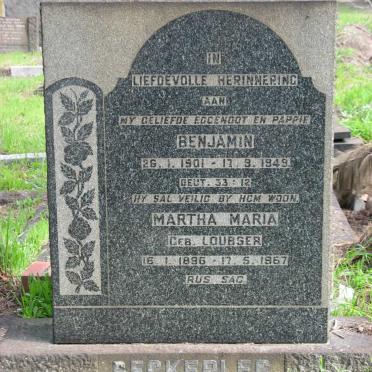 IN
LIEFDEVOLLE HERINNERING
AAN
MY GELIEFDE EGGENOOT EN PAPPIE
BENJAMIN
26.1.1901 - 17.9.1949
DEUT. 33:12
HY SAL VEILIG BY HOM WOON.
MARTHA MARIA
GEB. LOUBSER
16.1.1896 - 17.5.1967
RUS SAG